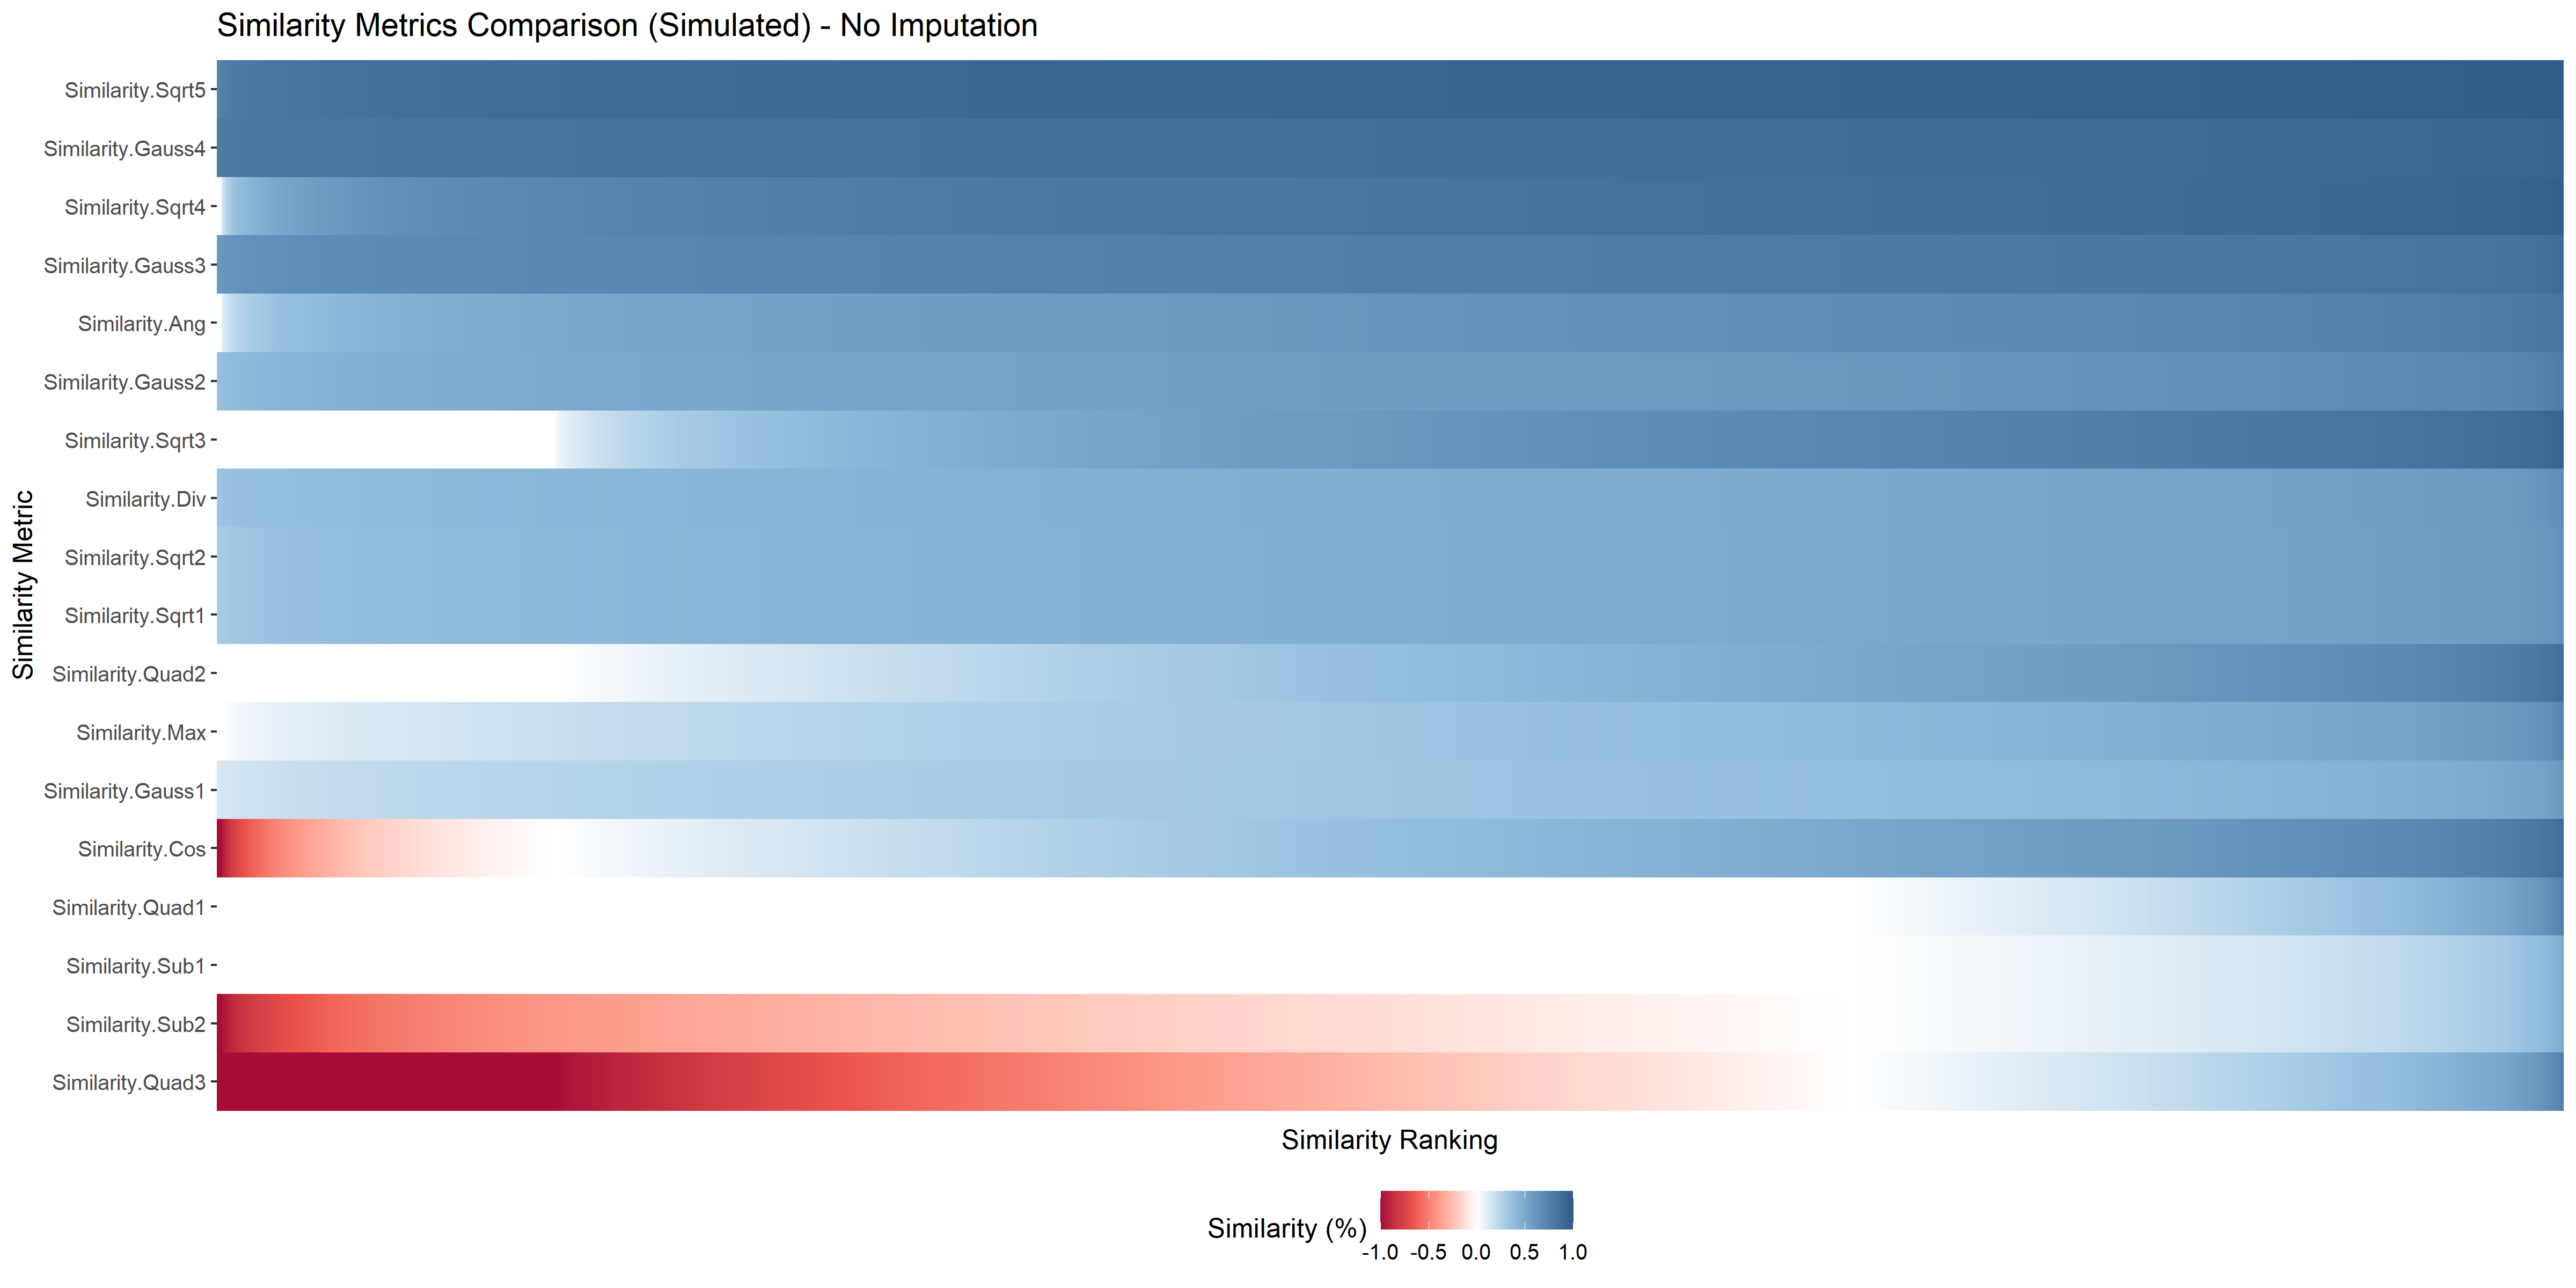 Similarity Metrics Comparison (Simulated) - No Imputation
Similarity Metric
Similarity.Sqrt5
Similarity.Gauss4
Similarity.Sqrt4
Similarity.Gauss3
Similarity.Ang
Similarity.Gauss2
Similarity.Sqrt3
Similarity.Div
Similarity.Sqrt2
Similarity.Sqrt1
Similarity.Quad2
Similarity.Max
Similarity.Gauss1
Similarity.Cos
Similarity.Quad1
Similarity.Sub1
Similarity.Sub2
Similarity.Quad3
Similarity Ranking
Similarity (%)
-1.0 -0.5 0.0 0.5 1.0